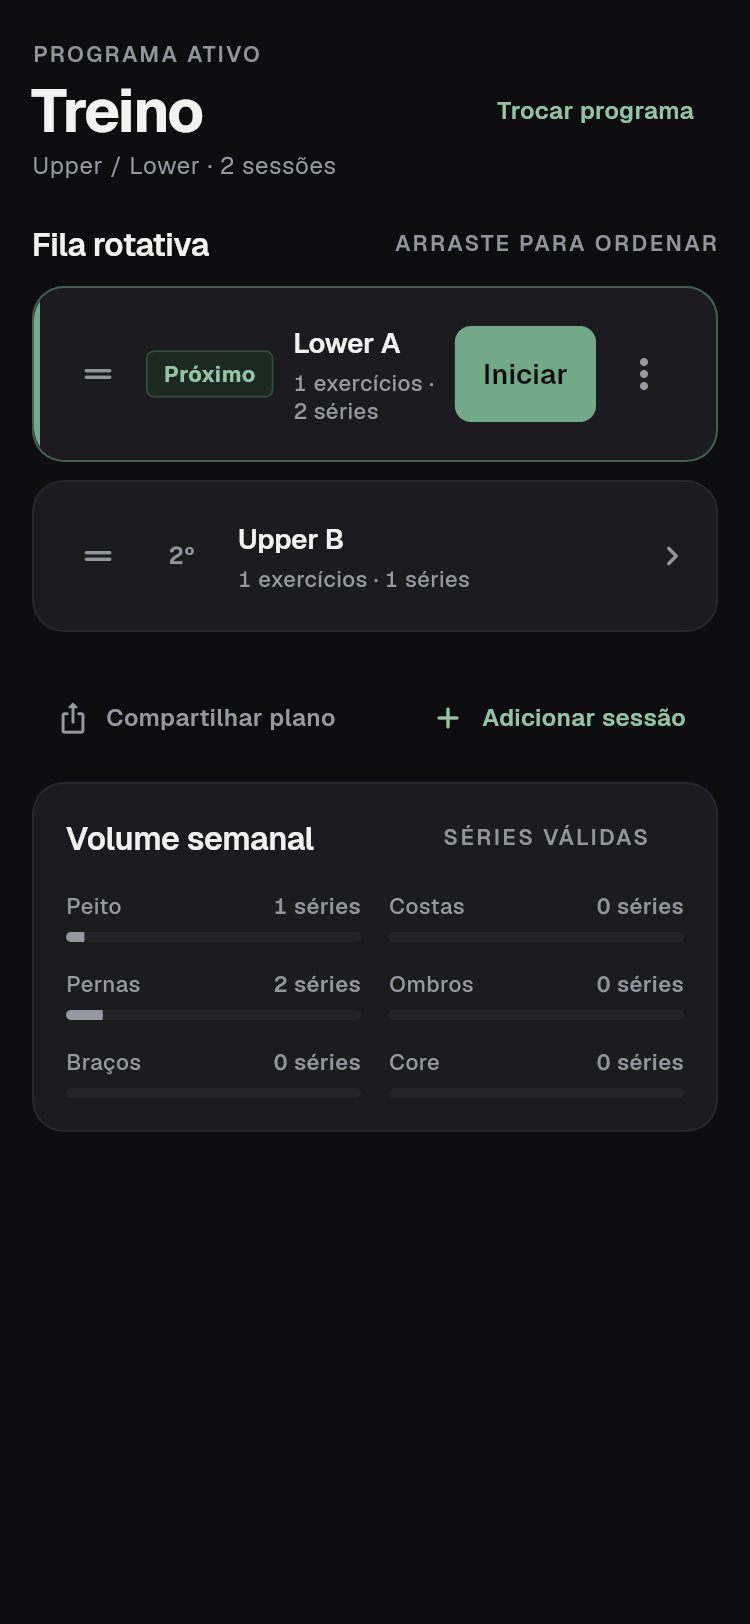 PROGRAMA ATIVO
Treino
Trocar programa
Upper / Lower · 2 sessões
Fila rotativa
ARRASTE PARA ORDENAR
Próximo
Lower A
1 exercícios ·
2 séries
Iniciar
2º
Upper B
1 exercícios · 1 séries
Compartilhar plano
Adicionar sessão
Volume semanal
SÉRIES VÁLIDAS
Peito
1 séries
Costas
0 séries
Pernas
2 séries
Ombros
0 séries
Braços
0 séries
Core
0 séries